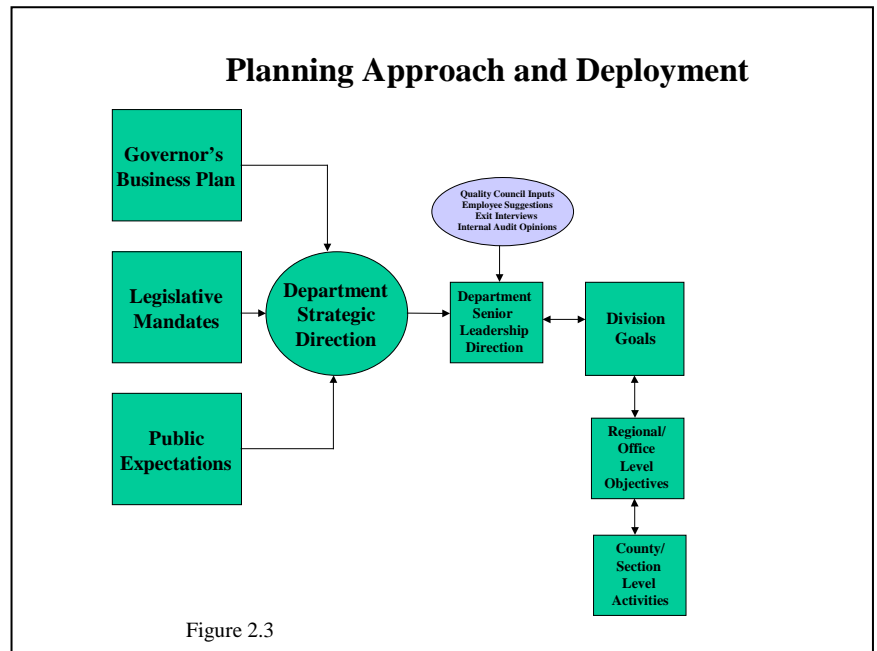 Planning Approach and Deployment
Governor’s
Business Plan
Legislative
Mandates
Public
Expectations
Department
Strategic
Direction
Quality Council Inputs
Employee Suggestions
Exit Interviews
Internal Audit Opinions
Department
Senior
Leadership
Direction
Division
Goals
Regional/
Office
Level
Objectives
County/
Section
Level
Activities
Figure 2.3